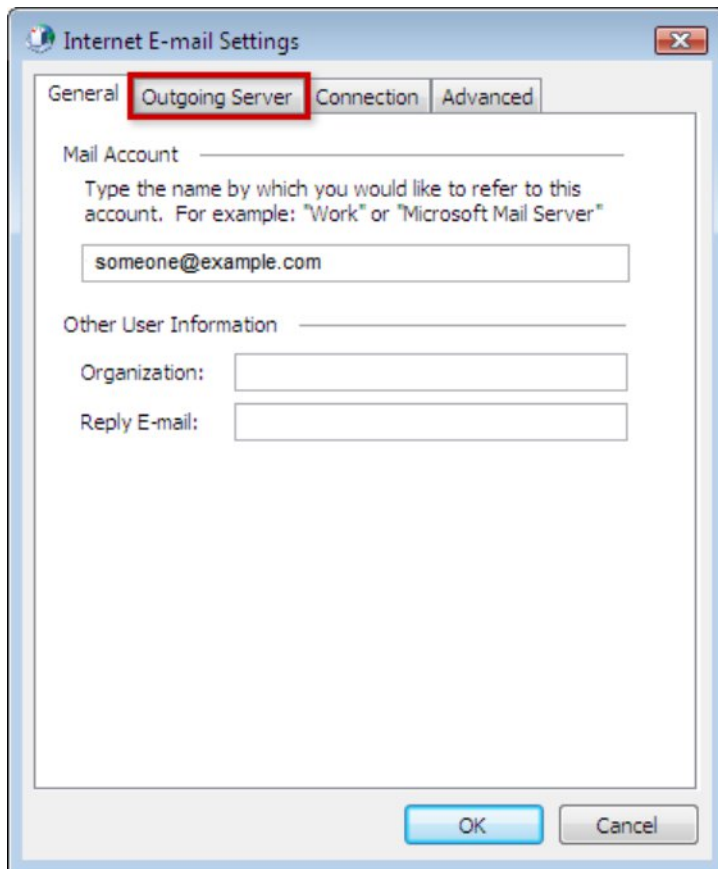 Internet E-mail Settings
General Outgoing Server Connection Advanced
Mail Account
Type the name by which you would like to refer to this
account. For example: "Work" or "Microsoft Mail Server"
someone@example.com
Other User Information
Organization:
Reply E-mail:
OK Cancel